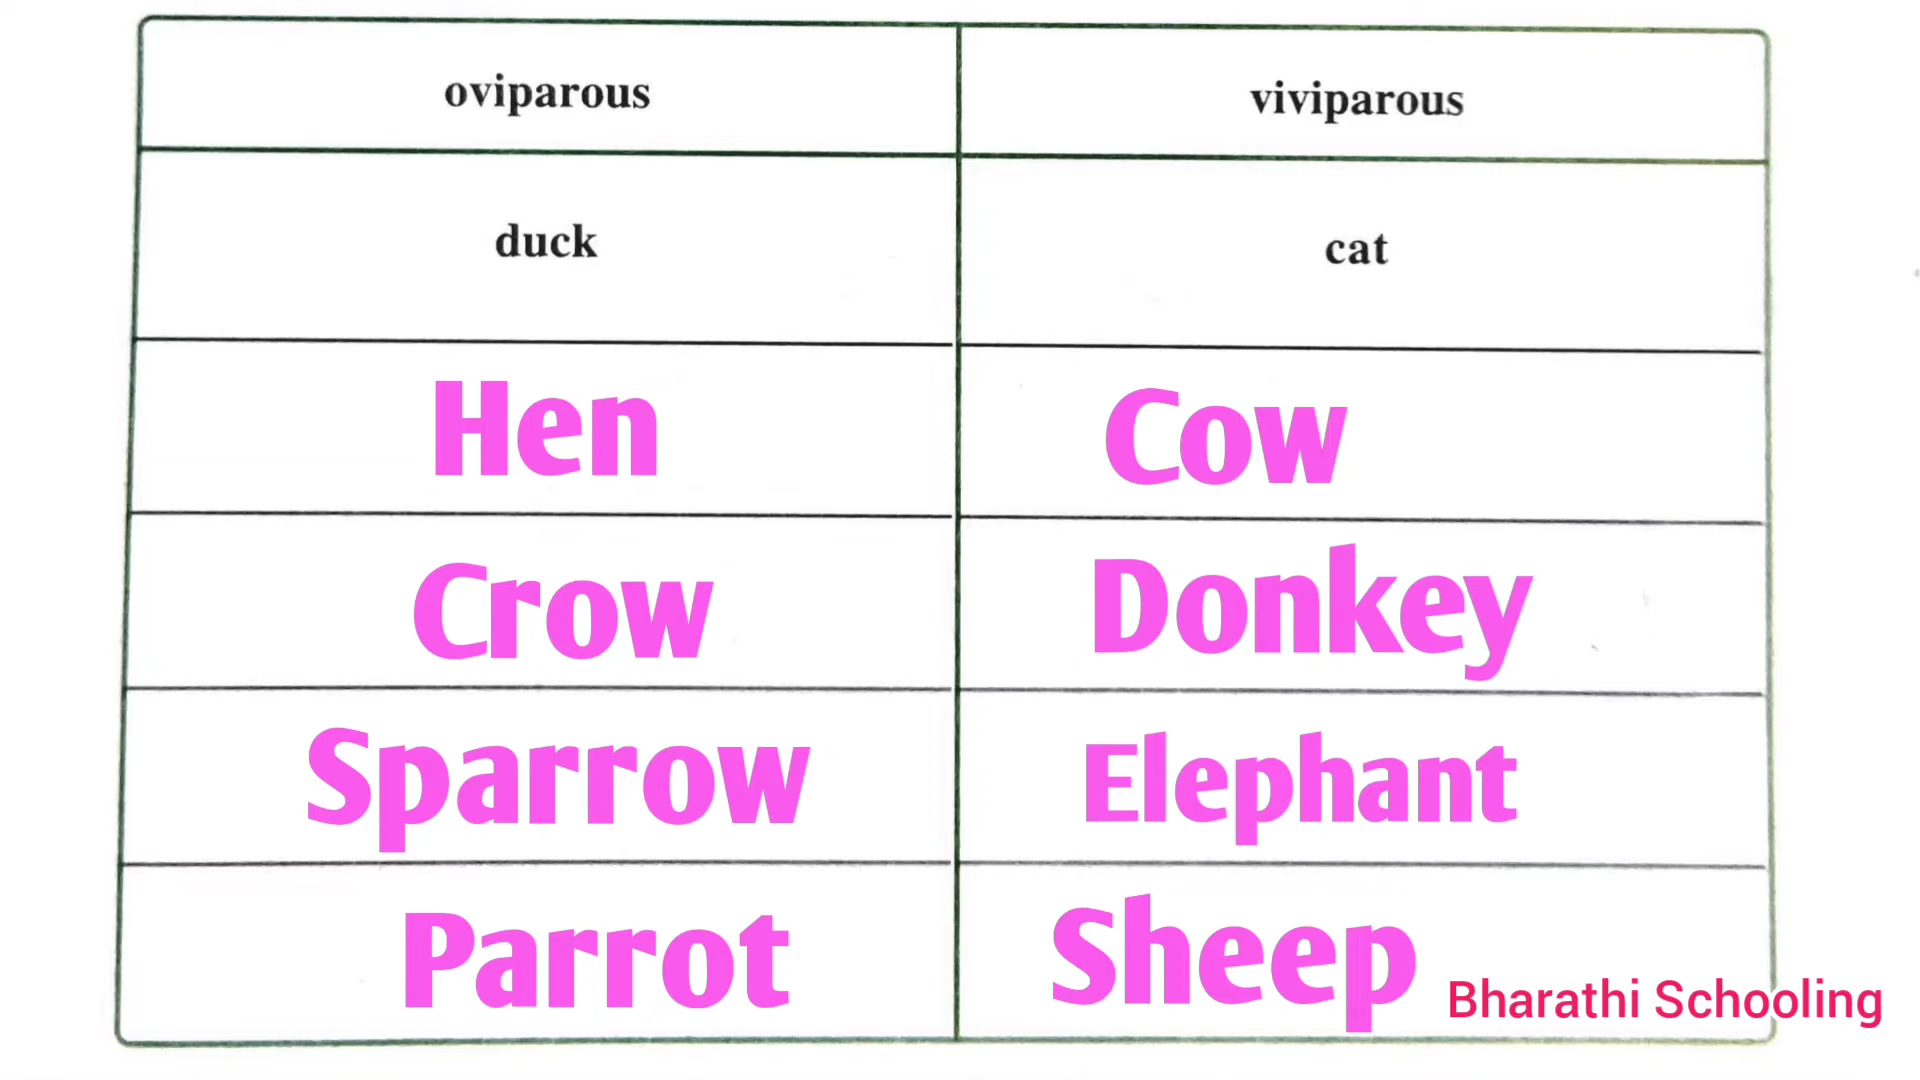 oviparous viviparous
duck cat
Hen Cow
Crow Donkey
Sparrow Elephant
Parrot Sheep
Bharathi Schooling